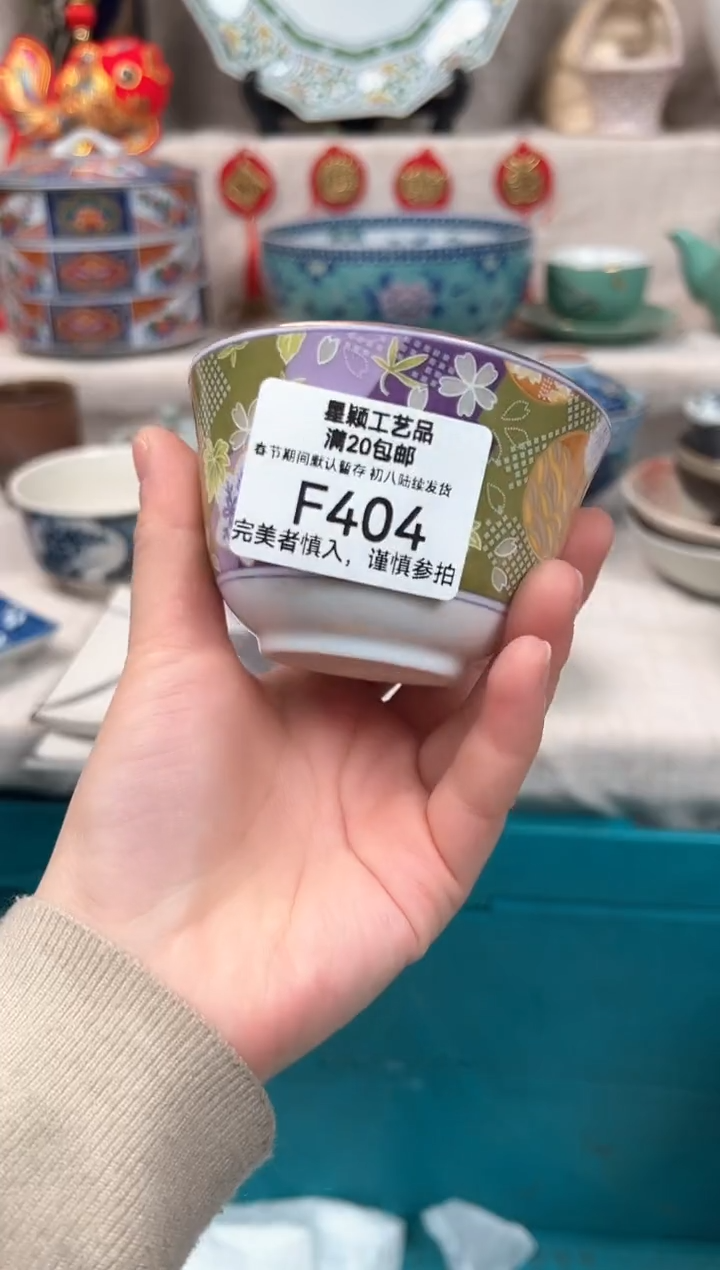 星颖工艺品
满20包邮
春节期间默认暂存 初八陆续发货
F404
完美者慎入，谨慎参拍